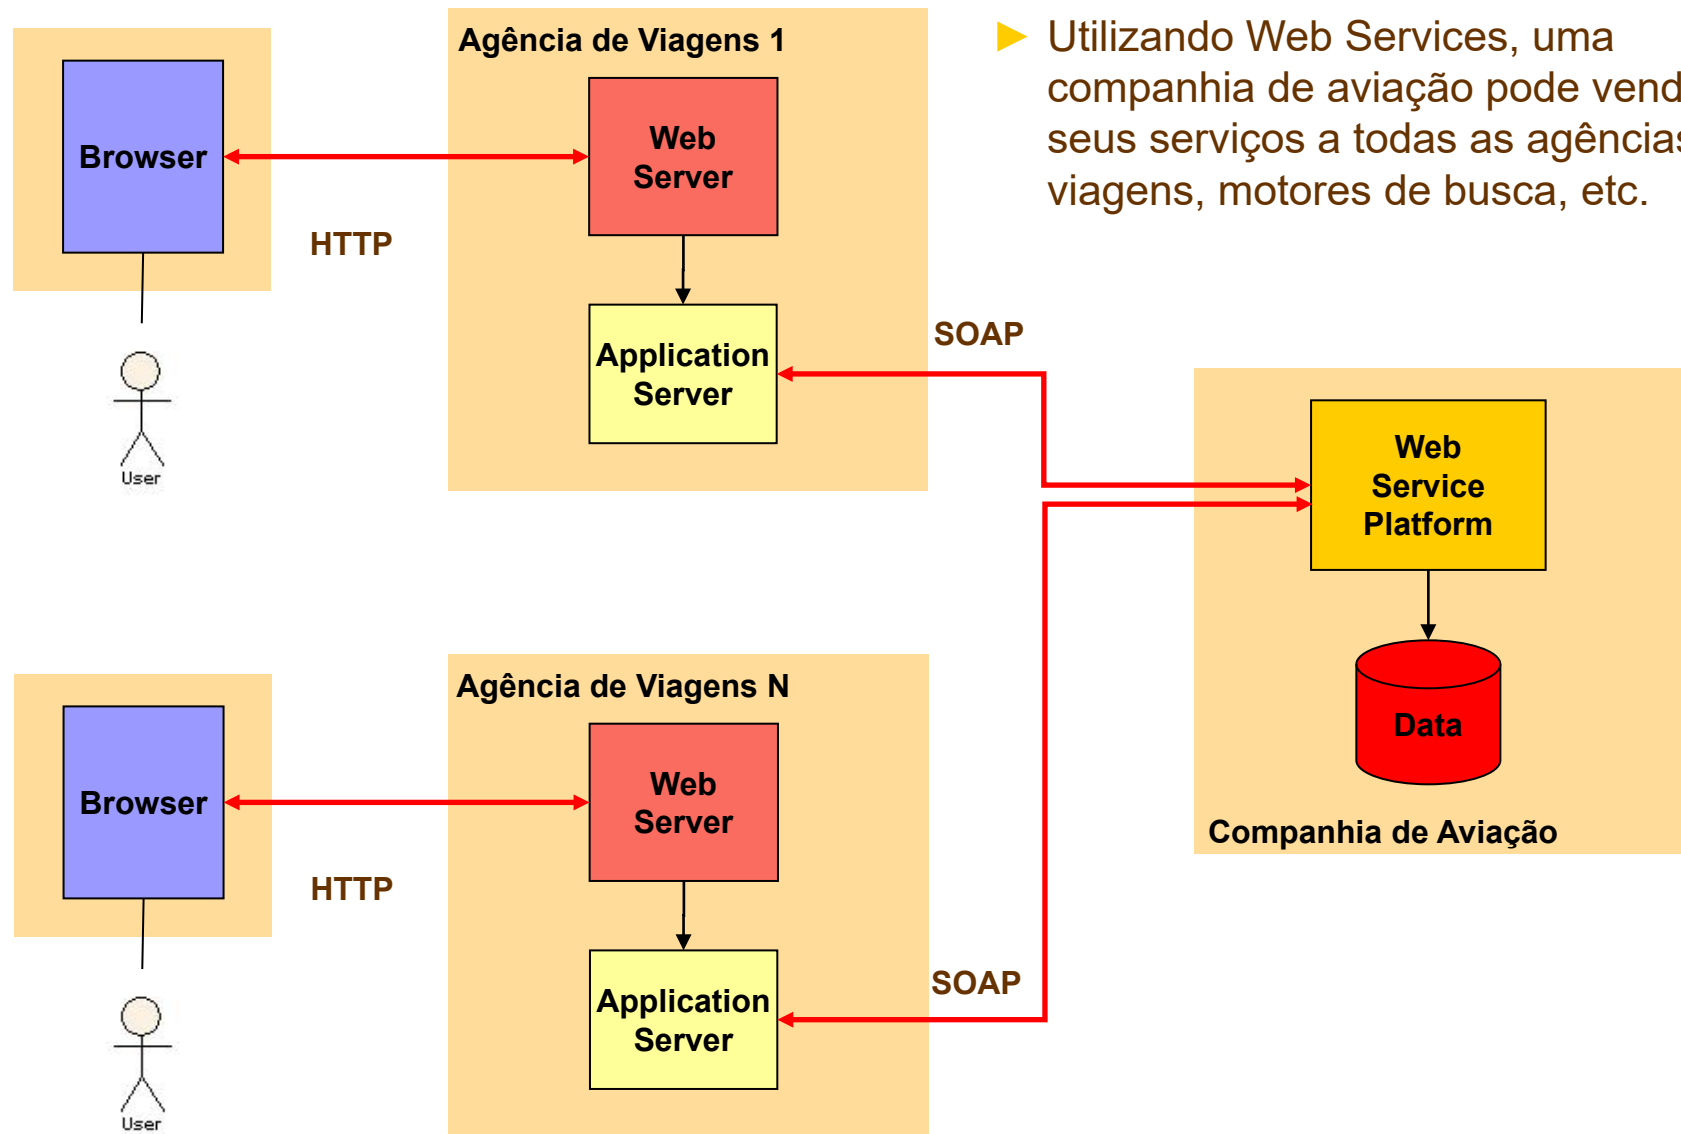 Agência de Viagens 1
Utilizando Web Services, uma
companhia de aviação pode vend
seus serviços a todas as agências
viagens, motores de busca, etc.
Browser
Web
Server
HTTP
Application
Server
SOAP
User
Web
Service
Platform
Data
Companhia de Aviação
Agência de Viagens N
Browser
Web
Server
HTTP
Application
Server
SOAP
User